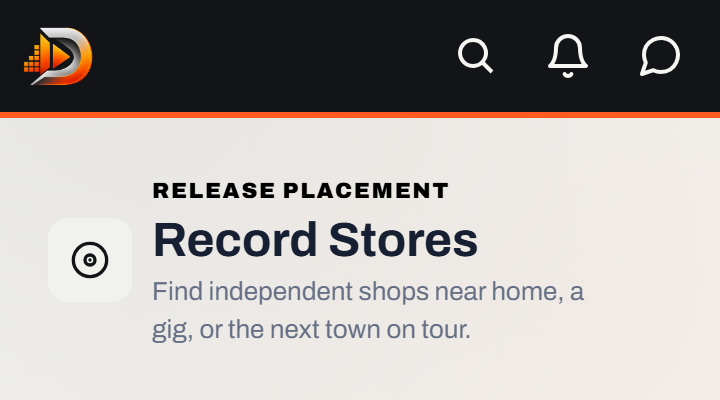 RELEASE PLACEMENT
Record Stores
Find independent shops near home, a
gig, or the next town on tour.